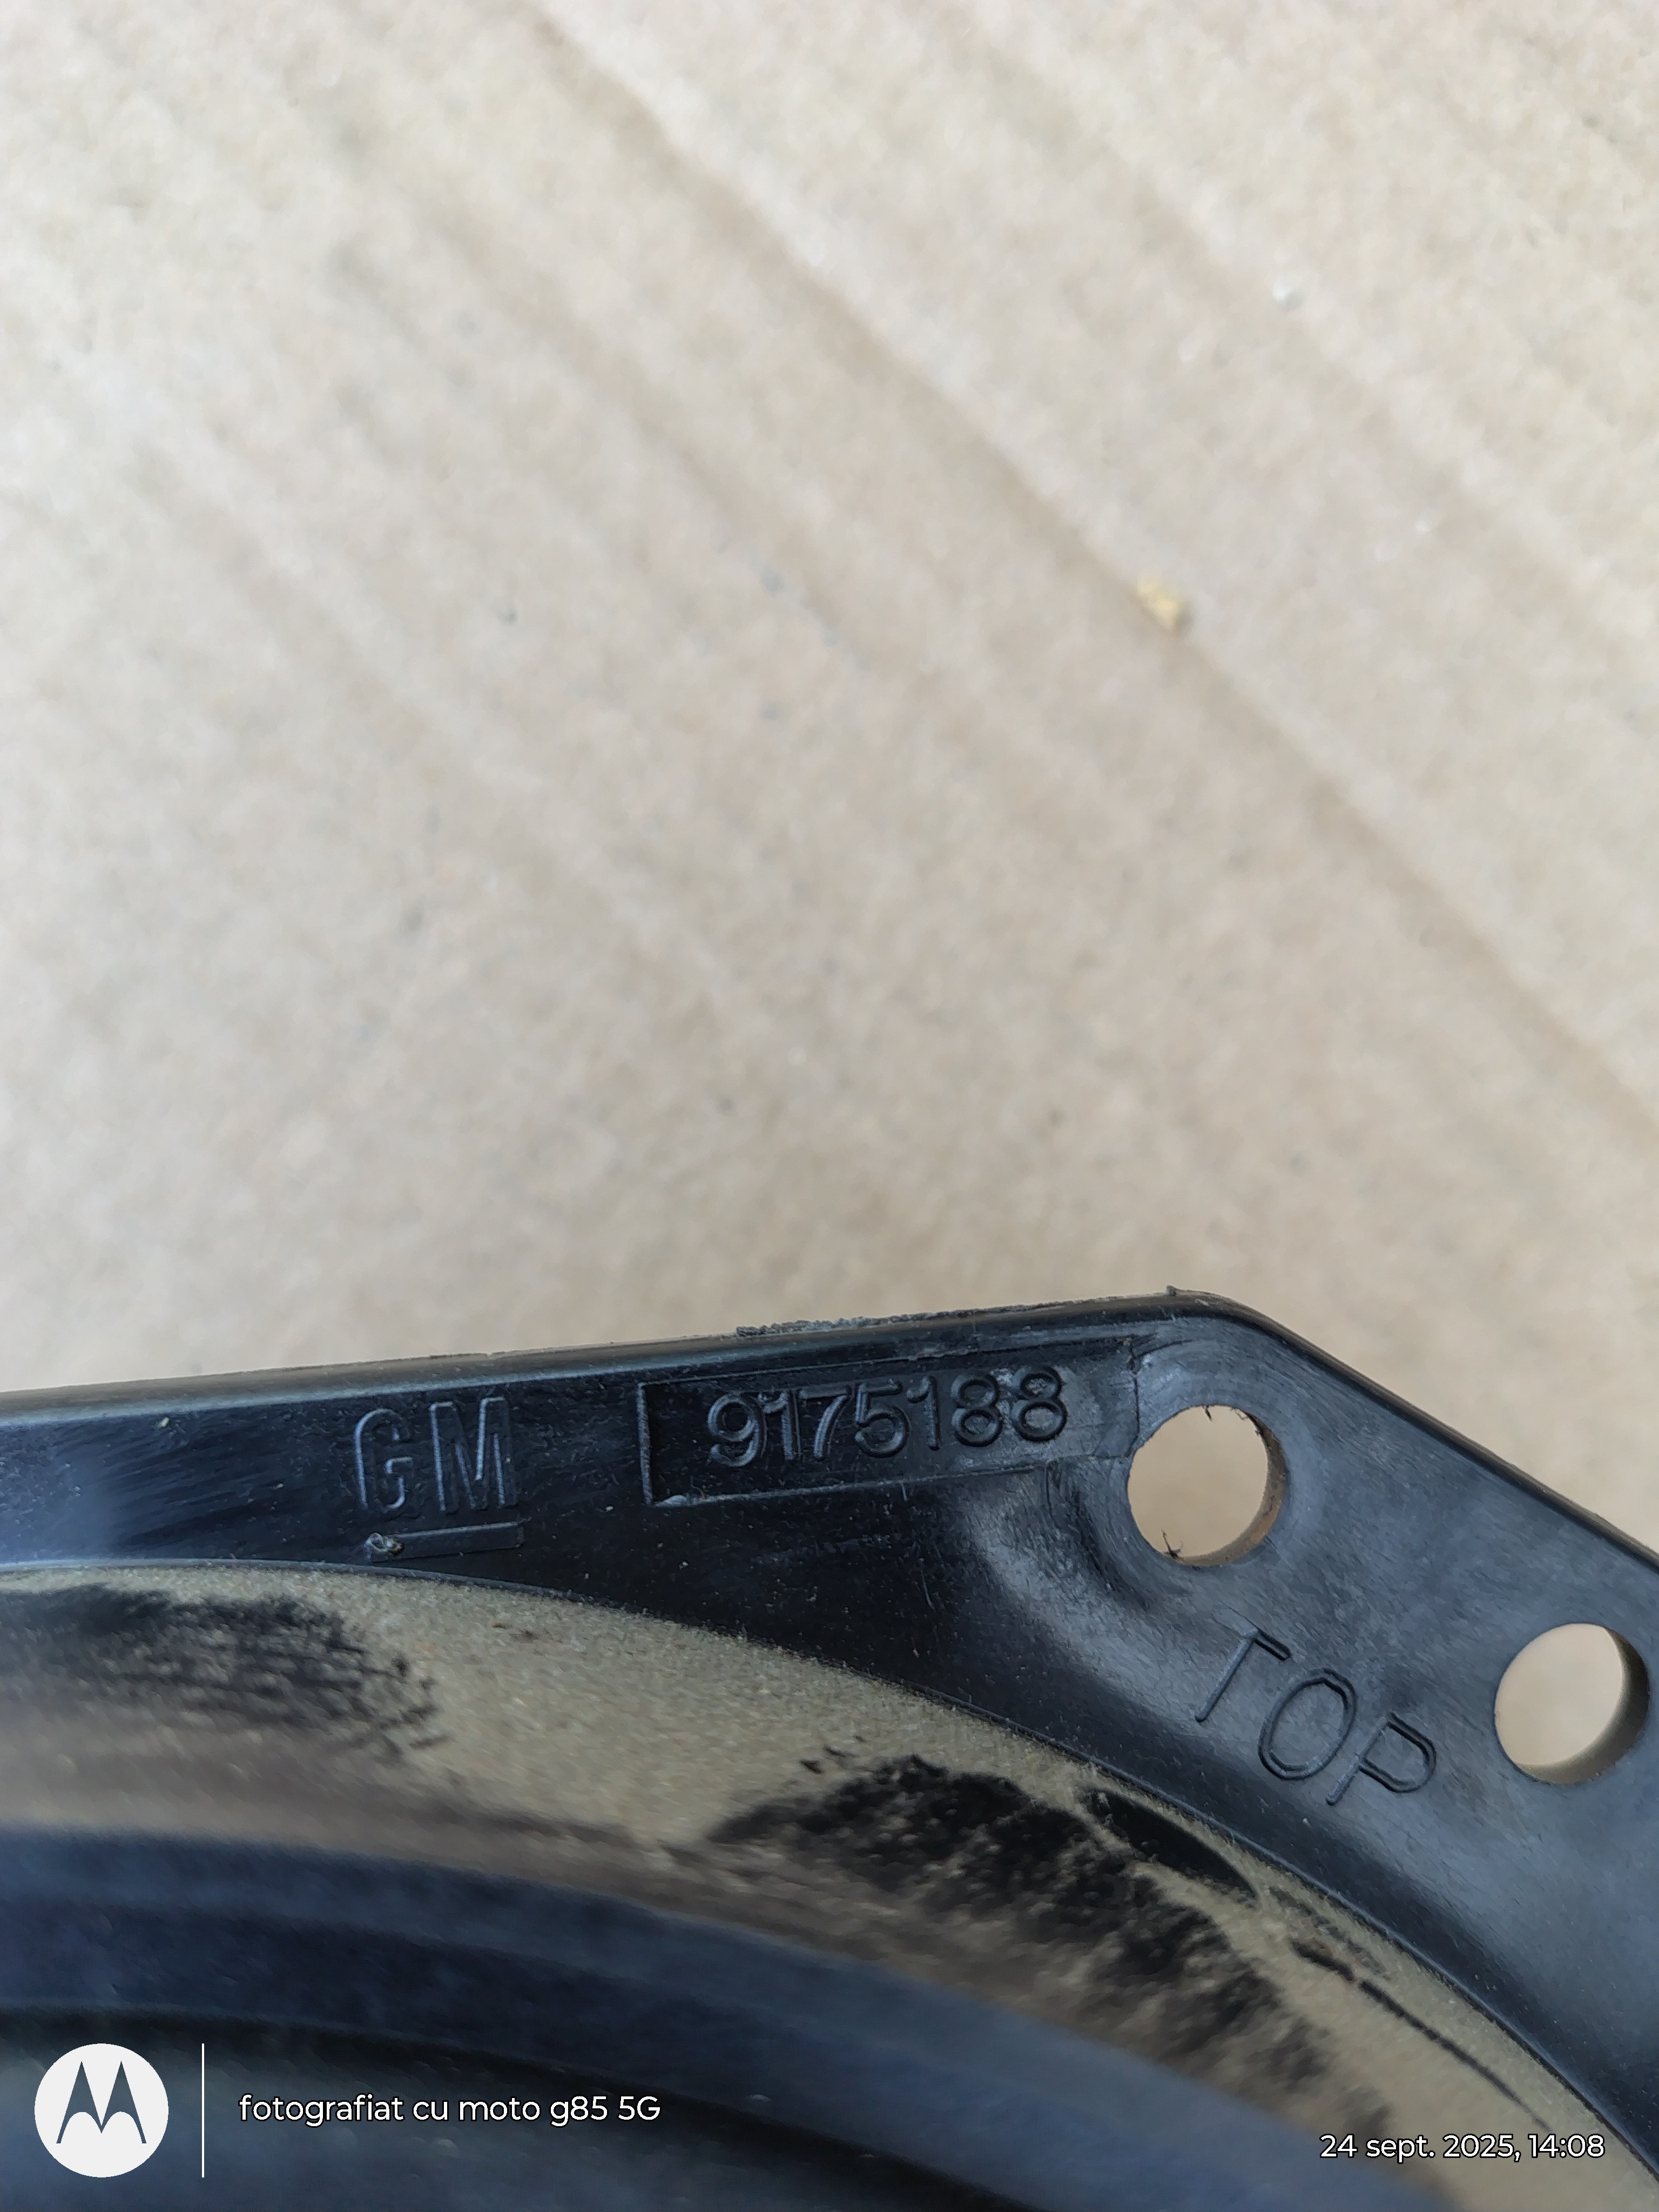 GM
9175188
TOP
fotografiat cu moto g85 5G
24 sept. 2025, 14:08